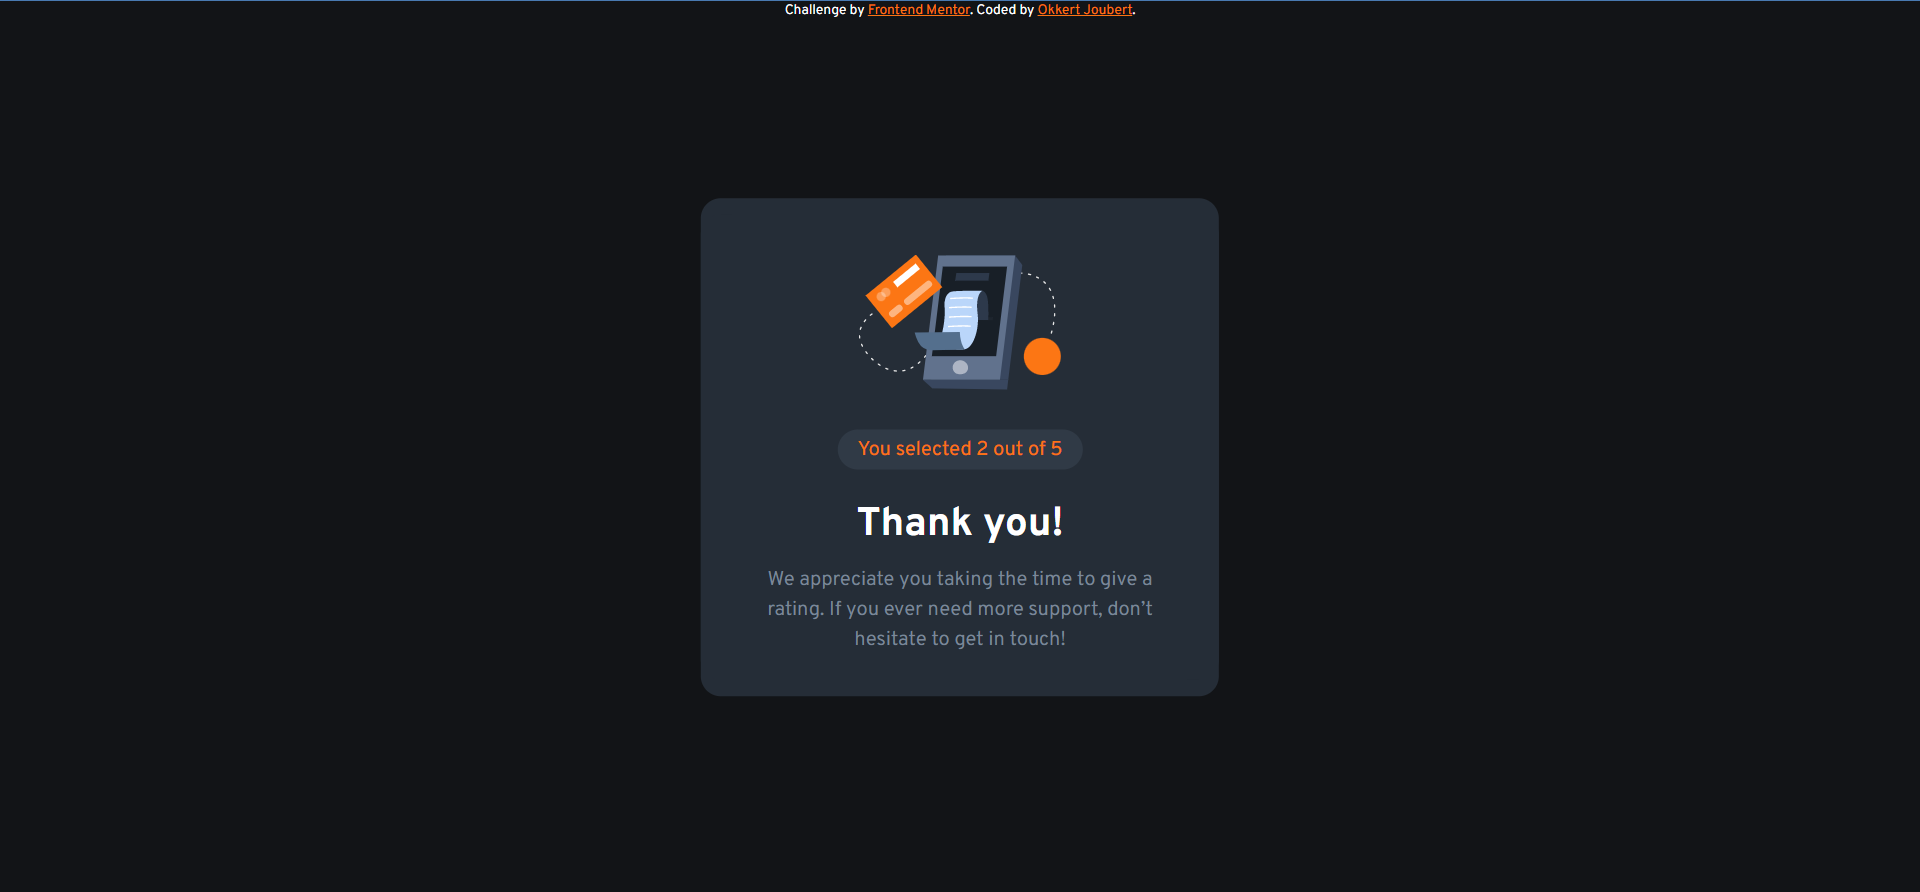 Challenge by Frontend Mentor. Coded by Okkert Joubert.
You selected 2 out of 5
Thank you!
We appreciate you taking the time to give a
rating. If you ever need more support, don’t
hesitate to get in touch!